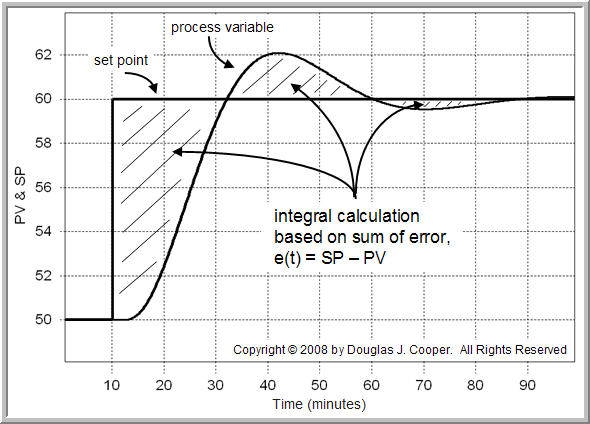 process variable
set point
62
60
58
56
54
52
50
PV & SP
integral calculation
based on sum of error,
e(t) = SP – PV
Copyright © 2008 by Douglas J. Cooper. All Rights Reserved
10 20 30 40 50 60 70 80 90
Time (minutes)